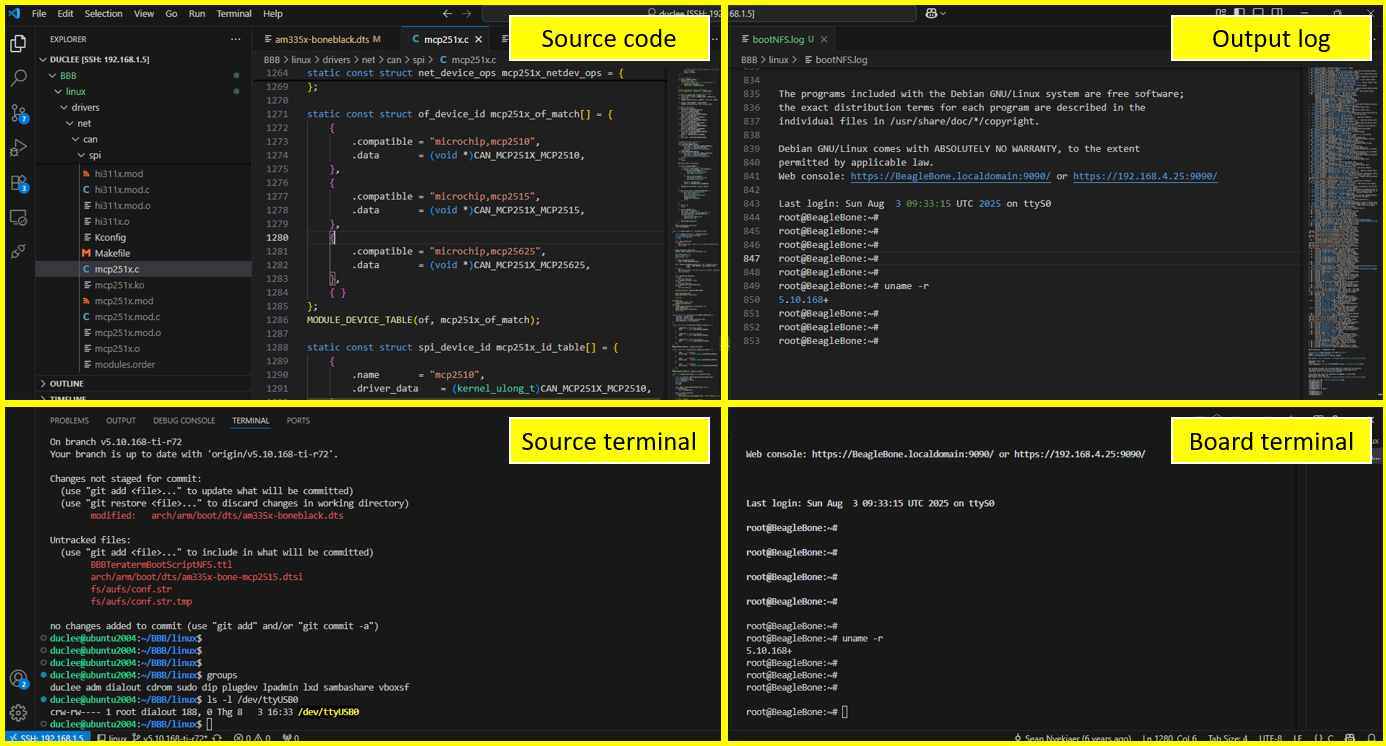 File Edit Selection View Go Run Terminal Help
duclee [SSH: 192.168.1.5]
Source code
EXPLORER
DUCLEE [SSH: 192.168.1.5]
BBB
linux
drivers
net
can
spi
hi311x.mod
hi311x.mod.c
hi311x.mod.o
hi311x.o
Kconfig
Makefile
mcp251x.c
mcp251x.ko
mcp251x.mod
mcp251x.mod.c
mcp251x.mod.o
mcp251x.o
modules.order
OUTLINE
TIMELINE
7
3
am335x-boneblack.dts M
mcp251x.c
BBB > linux > drivers > net > can > spi > C mcp251x.c
1264 static const struct net_device_ops mcp251x_netdev_ops = {
1269 };
1270
1271 static const struct of_device_id mcp251x_of_match[] = {
1272 {
1273 .compatible = "microchip,mcp2510",
1274 .data = (void *)CAN_MCP251X_MCP2510,
1275 },
1276 {
1277 .compatible = "microchip,mcp2515",
1278 .data = (void *)CAN_MCP251X_MCP2515,
1279 },
1280 {
1281 .compatible = "microchip,mcp25625",
1282 .data = (void *)CAN_MCP251X_MCP25625,
1283 },
1284 { }
1285 };
1286 MODULE_DEVICE_TABLE(of, mcp251x_of_match);
1287
1288 static const struct spi_device_id mcp251x_id_table[] = {
1289 {
1290 .name = "mcp2510",
1291 .driver_data = (kernel_ulong_t)CAN_MCP251X_MCP2510,
Output log
bootNFS.log U
BBB > linux > bootNFS.log
834
835 The programs included with the Debian GNU/Linux system are free software;
836 the exact distribution terms for each program are described in the
837 individual files in /usr/share/doc/*/copyright.
838
839 Debian GNU/Linux comes with ABSOLUTELY NO WARRANTY, to the extent
840 permitted by applicable law.
841 Web console: https://BeagleBone.localdomain:9090/ or https://192.168.4.25:9090/
842
843 Last login: Sun Aug  3 09:33:15 UTC 2025 on ttyS0
844 root@BeagleBone:~#
845 root@BeagleBone:~#
846 root@BeagleBone:~#
847 root@BeagleBone:~#
848 root@BeagleBone:~#
849 root@BeagleBone:~# uname -r
850 5.10.168+
851 root@BeagleBone:~#
852 root@BeagleBone:~#
853 root@BeagleBone:~#
PROBLEMS OUTPUT DEBUG CONSOLE TERMINAL PORTS
Source terminal
On branch v5.10.168-ti-r72
Your branch is up to date with 'origin/v5.10.168-ti-r72'.
Changes not staged for commit:
(use "git add <file>..." to update what will be committed)
(use "git restore <file>..." to discard changes in working directory)
modified: arch/arm/boot/dts/am335x-boneblack.dts
Untracked files:
(use "git add <file>..." to include in what will be committed)
BBBTeratermBootScriptNFS.ttl
arch/arm/boot/dts/am335x-bone-mcp2515.dtsi
fs/aufs/conf.str
fs/aufs/conf.str.tmp
no changes added to commit (use "git add" and/or "git commit -a")
duclee@ubuntu2004:~/BBB/linux$
duclee@ubuntu2004:~/BBB/linux$
duclee@ubuntu2004:~/BBB/linux$
duclee@ubuntu2004:~/BBB/linux$ groups
duclee adm dialout cdrom sudo dip plugdev lpadmin lxd sambashare vboxsf
duclee@ubuntu2004:~/BBB/linux$ ls -l /dev/ttyUSB0
crw-rw---- 1 root dialout 188, 0 Thg 8   3 16:33 /dev/ttyUSB0
duclee@ubuntu2004:~/BBB/linux$
2
SSH: 192.168.1.5 linux v5.10.168-ti-r72* 0 0 0
Board terminal
Web console: https://BeagleBone.localdomain:9090/ or https://192.168.4.25:9090/
Last login: Sun Aug  3 09:33:15 UTC 2025 on ttyS0
root@BeagleBone:~#
root@BeagleBone:~#
root@BeagleBone:~#
root@BeagleBone:~#
root@BeagleBone:~#
root@BeagleBone:~# uname -r
5.10.168+
root@BeagleBone:~#
root@BeagleBone:~#
root@BeagleBone:~#
root@BeagleBone:~#
Sean Nyekjaer (6 years ago) Ln 1280, Col 6 Tab Size: 4 UTF-8 LF {} C